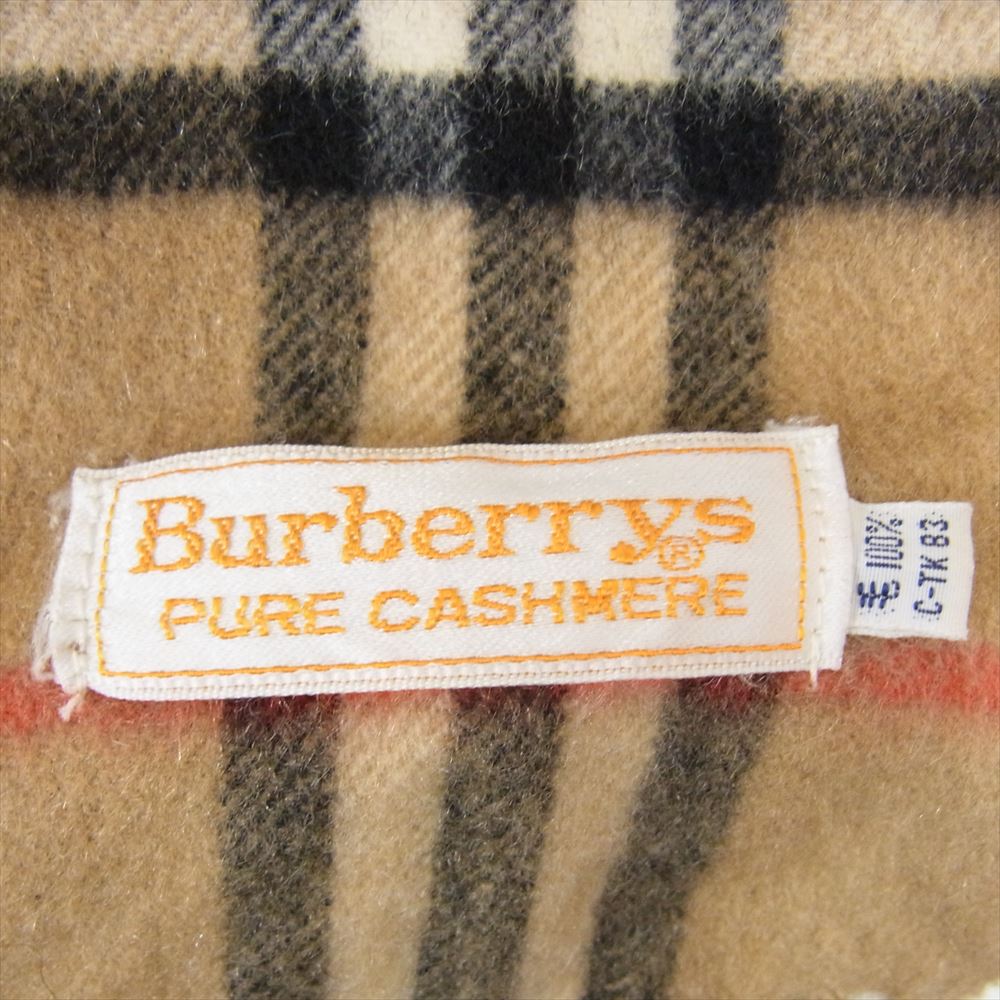 Burberrys®
PURE CASHMERE
毛 100%
C-TK 83